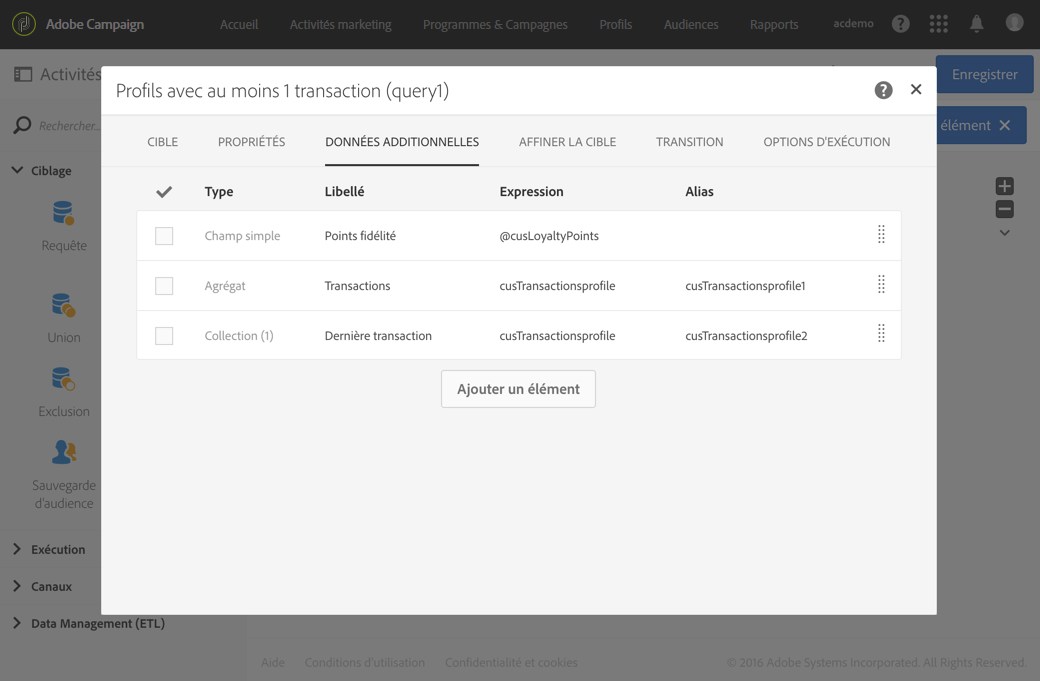 Adobe Campaign
Accueil
Activités marketing
Programmes & Campagnes
Profils
Audiences
Rapports
acdemo
Activités
Enregistrer
Rechercher...
élément
Profils avec au moins 1 transaction (query1)
CIBLE
PROPRIÉTÉS
DONNÉES ADDITIONNELLES
AFFINER LA CIBLE
TRANSITION
OPTIONS D'EXÉCUTION
Type Libellé Expression Alias
Champ simple Points fidélité @cusLoyaltyPoints
Agrégat Transactions cusTransactionsprofile cusTransactionsprofile1
Collection (1) Dernière transaction cusTransactionsprofile cusTransactionsprofile2
Ajouter un élément
Ciblage
Requête
Union
Exclusion
Sauvegarde
d'audience
Exécution
Canaux
Data Management (ETL)
Aide
Conditions d'utilisation
Confidentialité et cookies
© 2016 Adobe Systems Incorporated. All Rights Reserved.